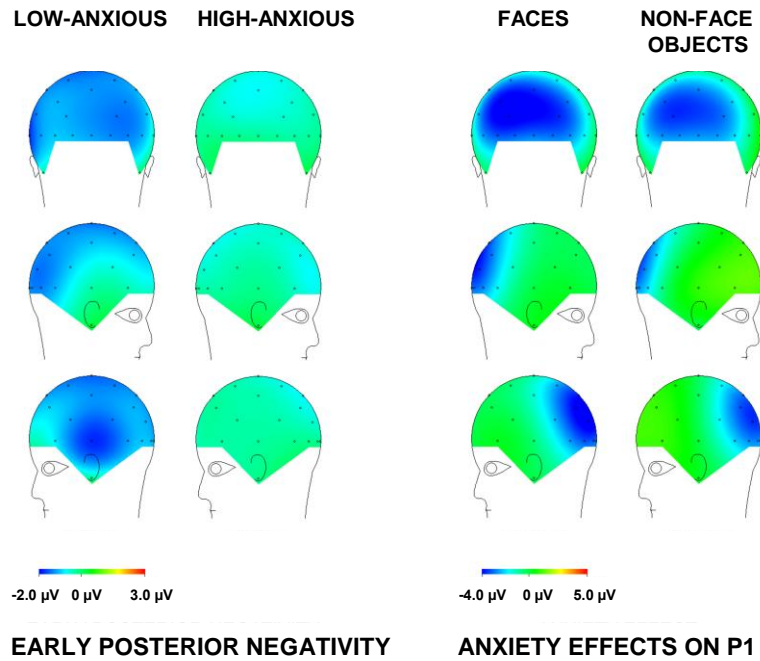 LOW-ANXIOUS
HIGH-ANXIOUS
FACES
NON-FACE
OBJECTS
-2.0 µV 0 µV 3.0 µV
-4.0 µV 0 µV 5.0 µV
EARLY POSTERIOR NEGATIVITY
ANXIETY EFFECTS ON P1